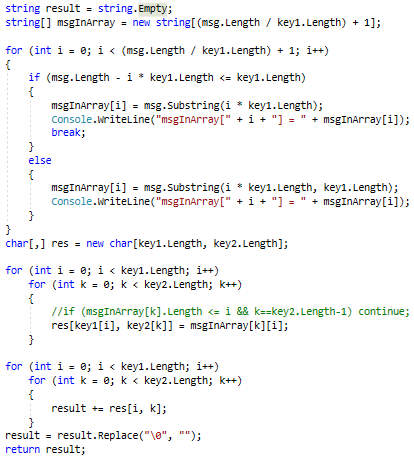 string result = string.Empty;
string[] msgInArray = new string[(msg.Length / key1.Length) + 1];
for (int i = 0; i < (msg.Length / key1.Length) + 1; i++)
{
if (msg.Length - i * key1.Length <= key1.Length)
{
msgInArray[i] = msg.Substring(i * key1.Length);
Console.WriteLine("msgInArray[" + i + "] = " + msgInArray[i]);
break;
}
else
{
msgInArray[i] = msg.Substring(i * key1.Length, key1.Length);
Console.WriteLine("msgInArray[" + i + "] = " + msgInArray[i]);
}
}
char[,] res = new char[key1.Length, key2.Length];
for (int i = 0; i < key1.Length; i++)
for (int k = 0; k < key2.Length; k++)
{
//if (msgInArray[k].Length <= i && k==key2.Length-1) continue;
res[key1[i], key2[k]] = msgInArray[k][i];
}
for (int i = 0; i < key1.Length; i++)
for (int k = 0; k < key2.Length; k++)
{
result += res[i, k];
}
result = result.Replace("\0", "");
return result;